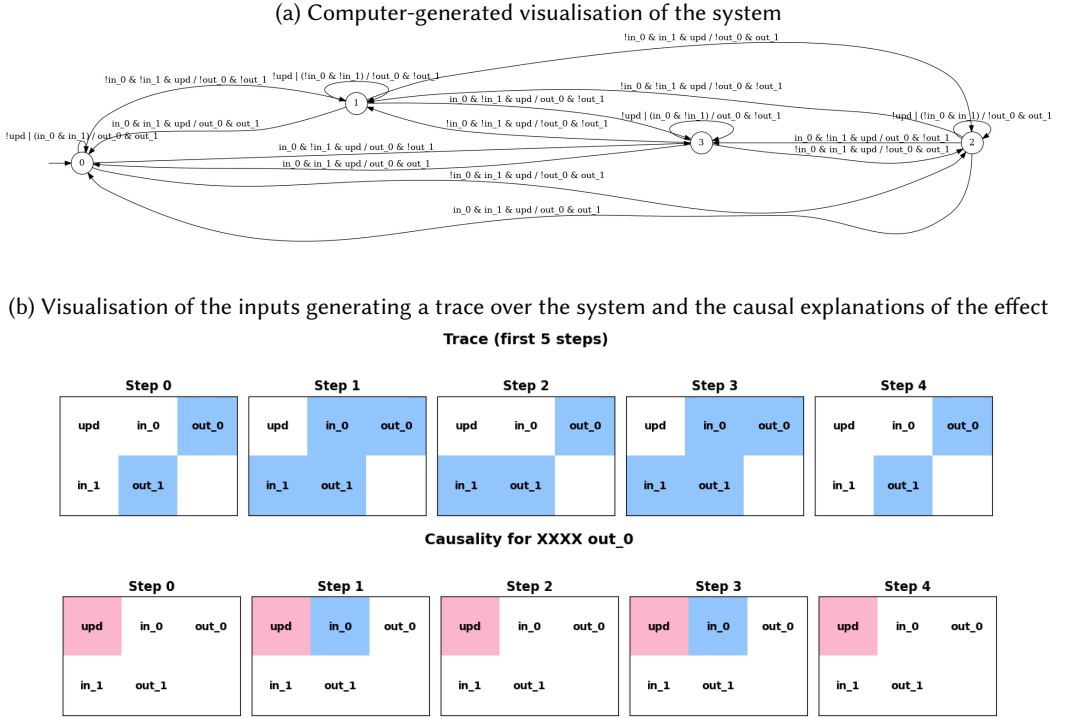 (a) Computer-generated visualisation of the system
!in_0 & in_1 & upd / !out_0 & out_1
!in_0 & !in_1 & upd / !out_0 & !out_1
!upd | (!in_0 & !in_1) / !out_0 & !out_1
!in_0 & !in_1 & upd / !out_0 & !out_1
1
in_0 & !in_1 & upd / out_0 & !out_1
in_0 & in_1 & upd / out_0 & out_1
!in_0 & !in_1 & upd / !out_0 & !out_1
!upd | (in_0 & !in_1) / out_0 & !out_1
!upd | (!in_0 & in_1) / !out_0 & out_1
!upd | (in_0 & in_1) / out_0 & out_1
in_0 & !in_1 & upd / out_0 & !out_1
3
2
in_0 & !in_1 & upd / out_0 & !out_1
!in_0 & in_1 & upd / !out_0 & out_1
0
in_0 & in_1 & upd / out_0 & out_1
!in_0 & in_1 & upd / !out_0 & out_1
in_0 & in_1 & upd / out_0 & out_1
(b) Visualisation of the inputs generating a trace over the system and the causal explanations of the effect
Trace (first 5 steps)
Step 0 Step 1 Step 2 Step 3 Step 4
upd in_0 out_0 upd in_0 out_0 upd in_0 out_0 upd in_0 out_0 upd in_0 out_0
in_1 out_1 in_1 out_1 in_1 out_1 in_1 out_1 in_1 out_1
Causality for XXXX out_0
Step 0 Step 1 Step 2 Step 3 Step 4
upd in_0 out_0 upd in_0 out_0 upd in_0 out_0 upd in_0 out_0 upd in_0 out_0
in_1 out_1 in_1 out_1 in_1 out_1 in_1 out_1 in_1 out_1